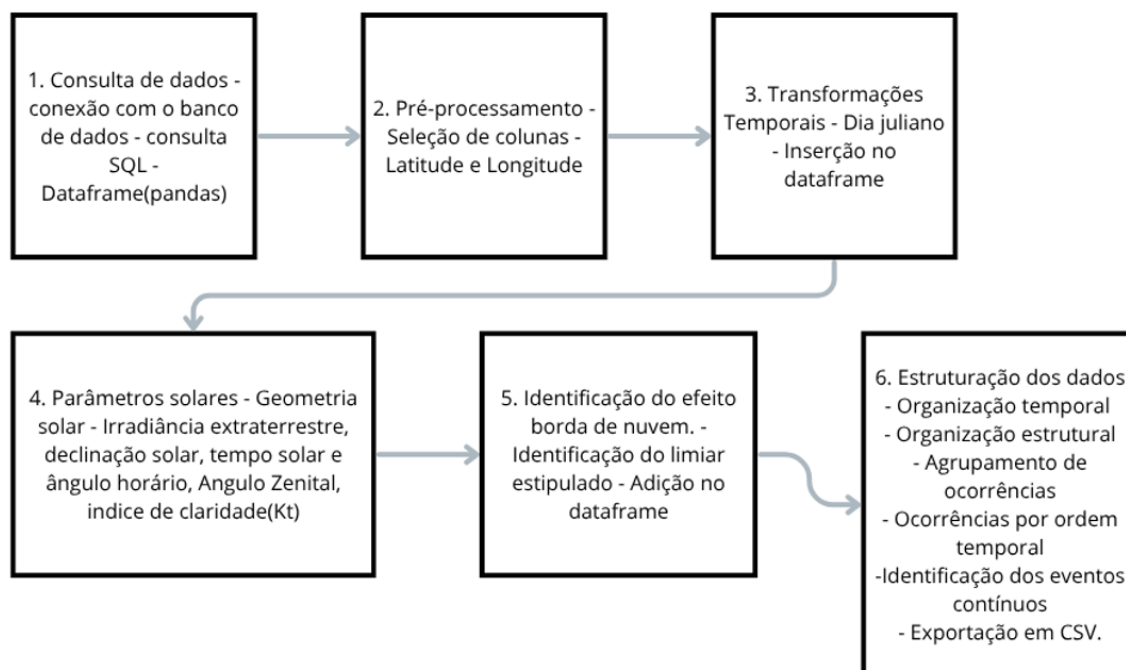 1. Consulta de dados -
conexão com o banco
de dados - consulta
SQL -
Dataframe(pandas)
2. Pré-processamento -
Seleção de colunas -
Latitude e Longitude
3. Transformações
Temporais - Dia juliano
- Inserção no
dataframe
4. Parâmetros solares - Geometria
solar - Irradiância extraterrestre,
declinação solar, tempo solar e
ângulo horário, Angulo Zenital,
indice de claridade(Kt)
5. Identificação do efeito
borda de nuvem. -
Identificação do limiar
estipulado - Adição no
dataframe
6. Estruturação dos dados
- Organização temporal
- Organização estrutural
- Agrupamento de
ocorrências
- Ocorrências por ordem
temporal
-Identificação dos eventos
contínuos
- Exportação em CSV.